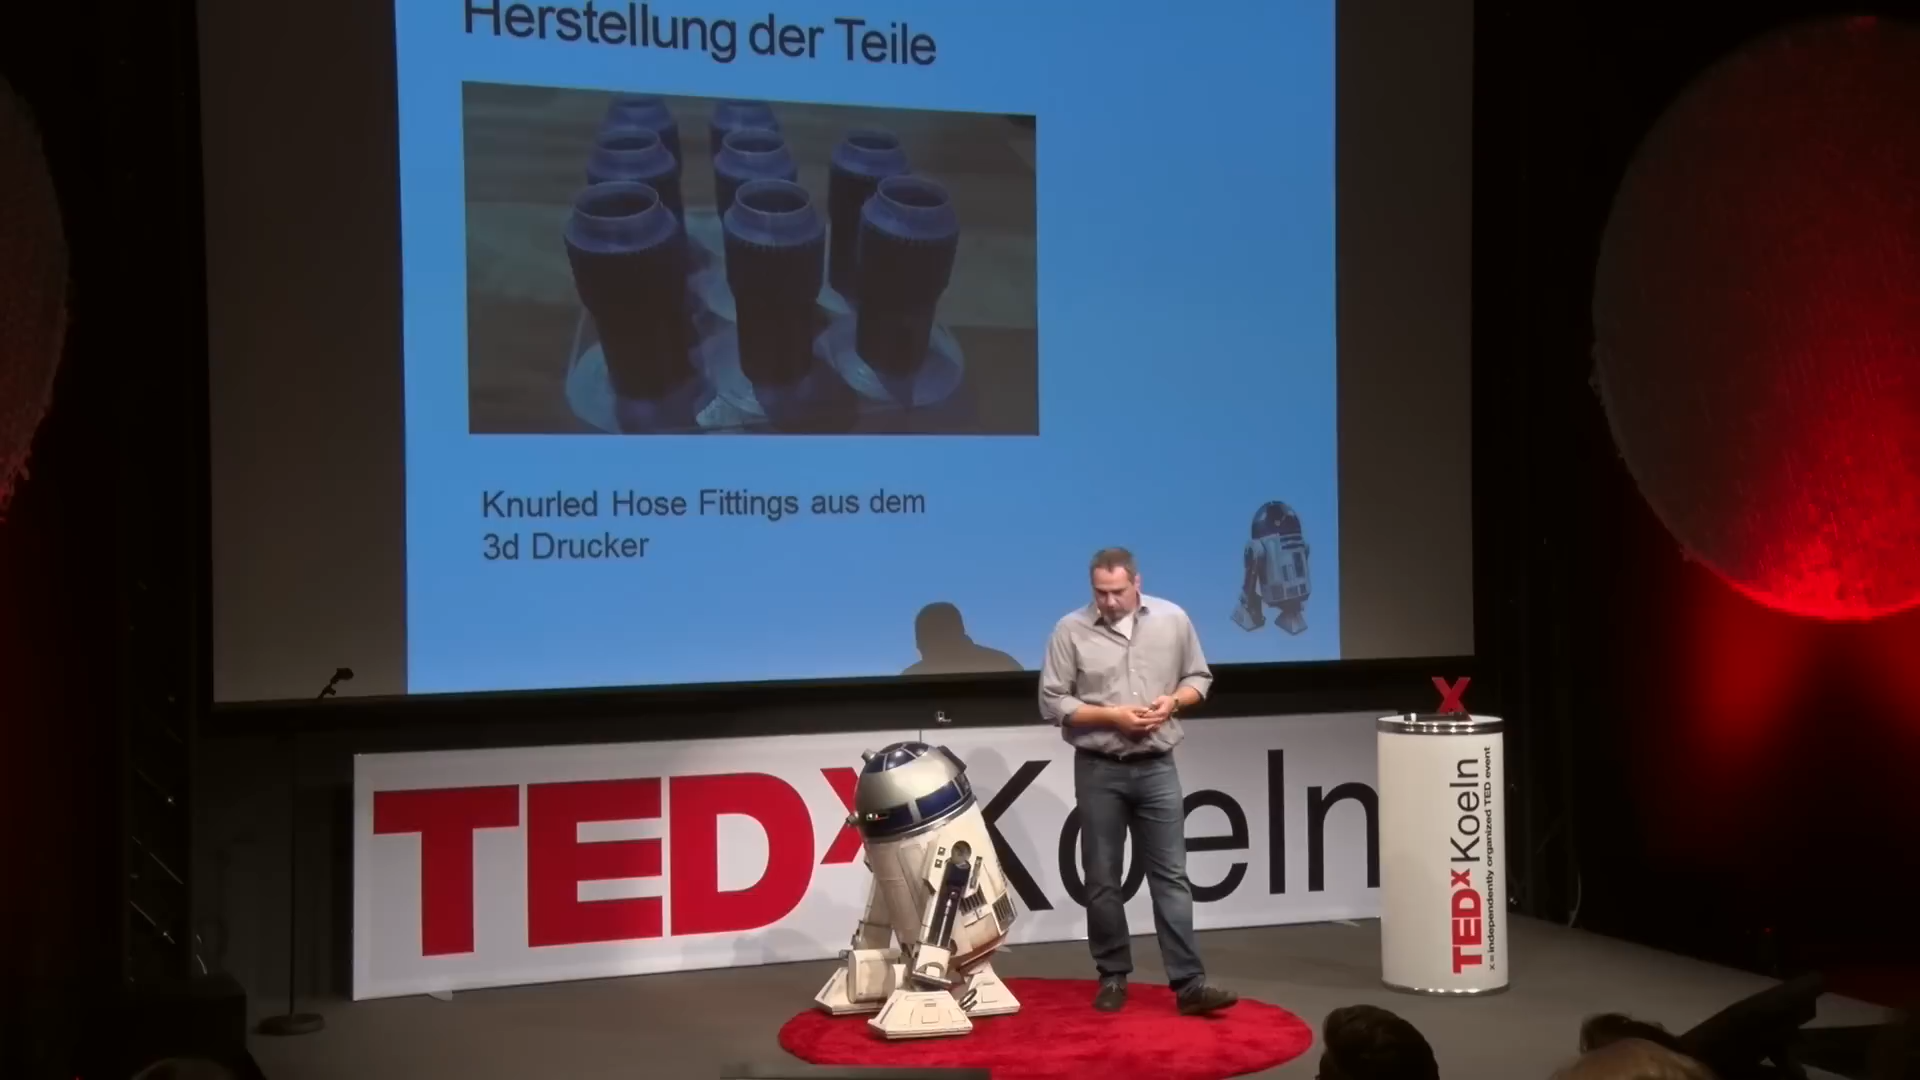 Herstellung der Teile
Knurled Hose Fittings aus dem
3d Drucker
TEDx Koeln
X
TEDx Koeln
x = independently organized TED event